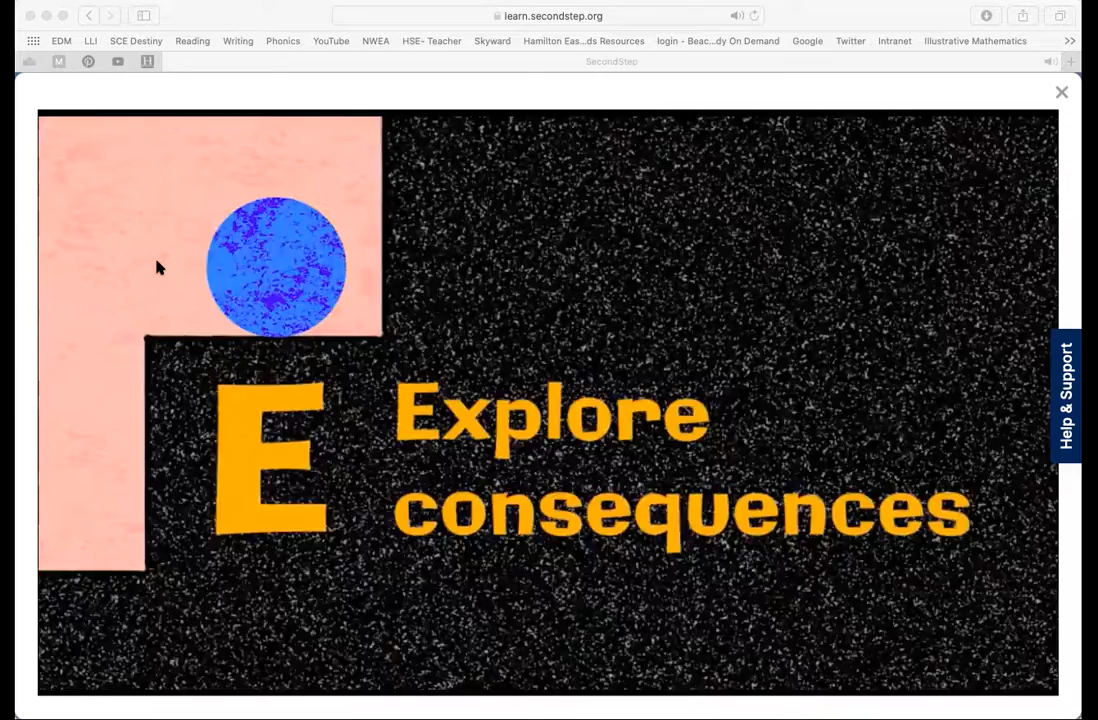 learn.secondstep.org
EDM LLI SCE Destiny Reading Writing Phonics YouTube NWEA HSE- Teacher Skyward Hamilton Eas...ds Resources login - Beac...dy On Demand Google Twitter Intranet Illustrative Mathematics >>
M H SecondStep +
E Explore
consequences
Help & Support